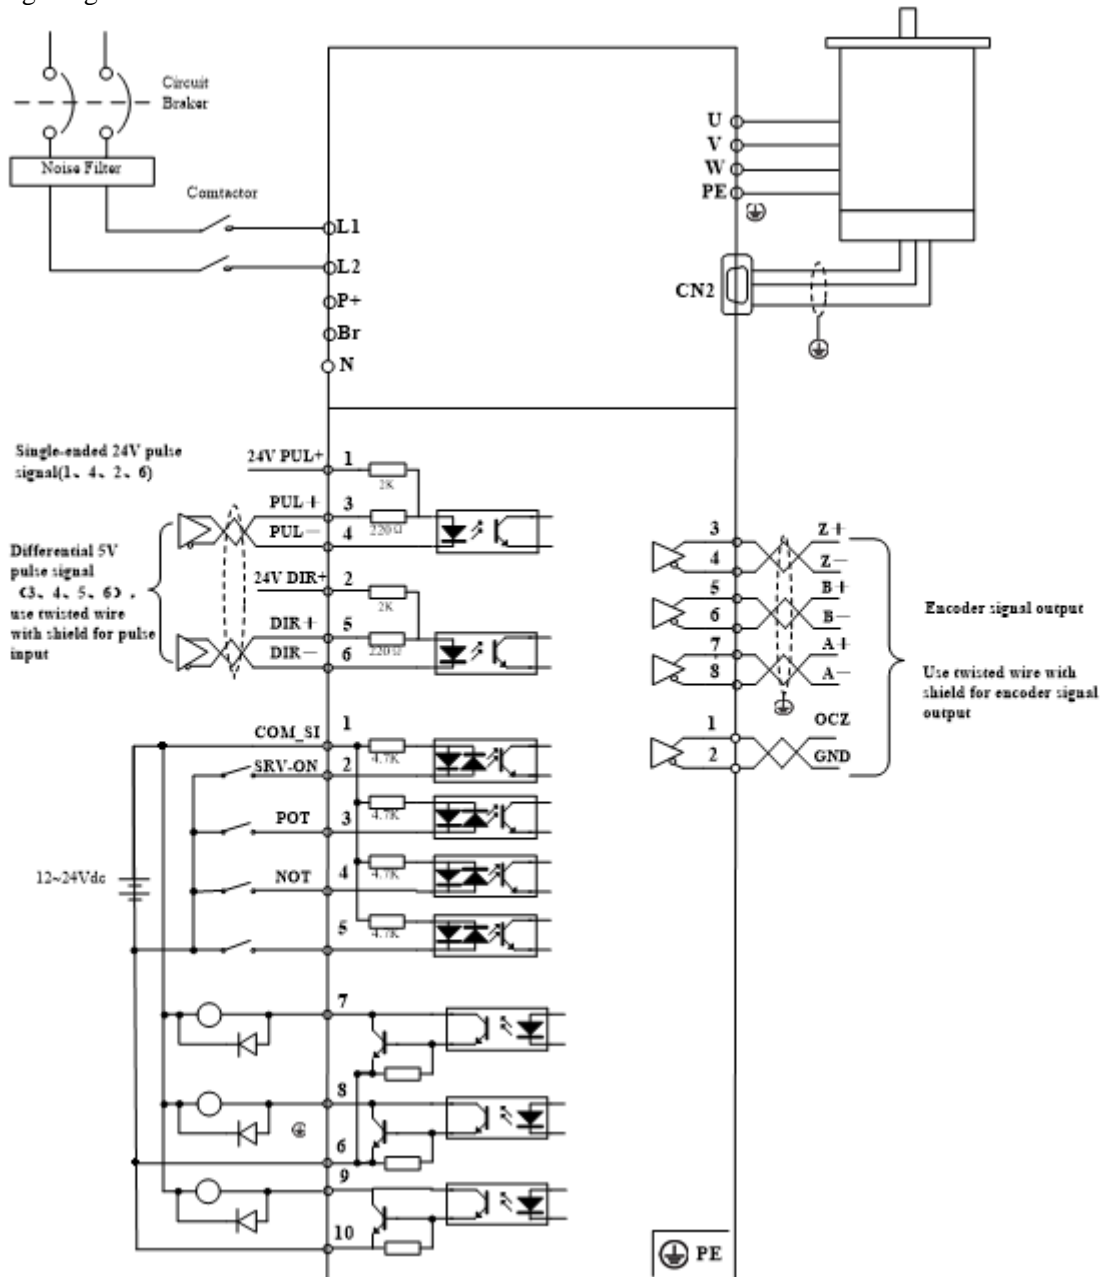 Circuit
Braker
Noise Filter
Comtactor
L1
L2
P+
Br
N
U
V
W
PE
CN2
Single-ended 24V pulse
signal(1、4、2、6)
24V PUL+ 1
2K
PUL+ 3
PUL− 4
220Ω
Differential 5V
pulse signal
（3、4、5、6）,
use twisted wire
with shield for pulse
input
24V DIR+ 2
2K
DIR+ 5
DIR− 6
220Ω
COM_SI 1
4.7K
SRV-ON 2
4.7K
POT 3
4.7K
NOT 4
4.7K
5
12~24Vdc
7
8
6
9
10
3 Z+
4 Z−
5 B+
6 B−
7 A+
8 A−
1 OCZ
2 GND
Encoder signal output
Use twisted wire with
shield for encoder signal
output
PE